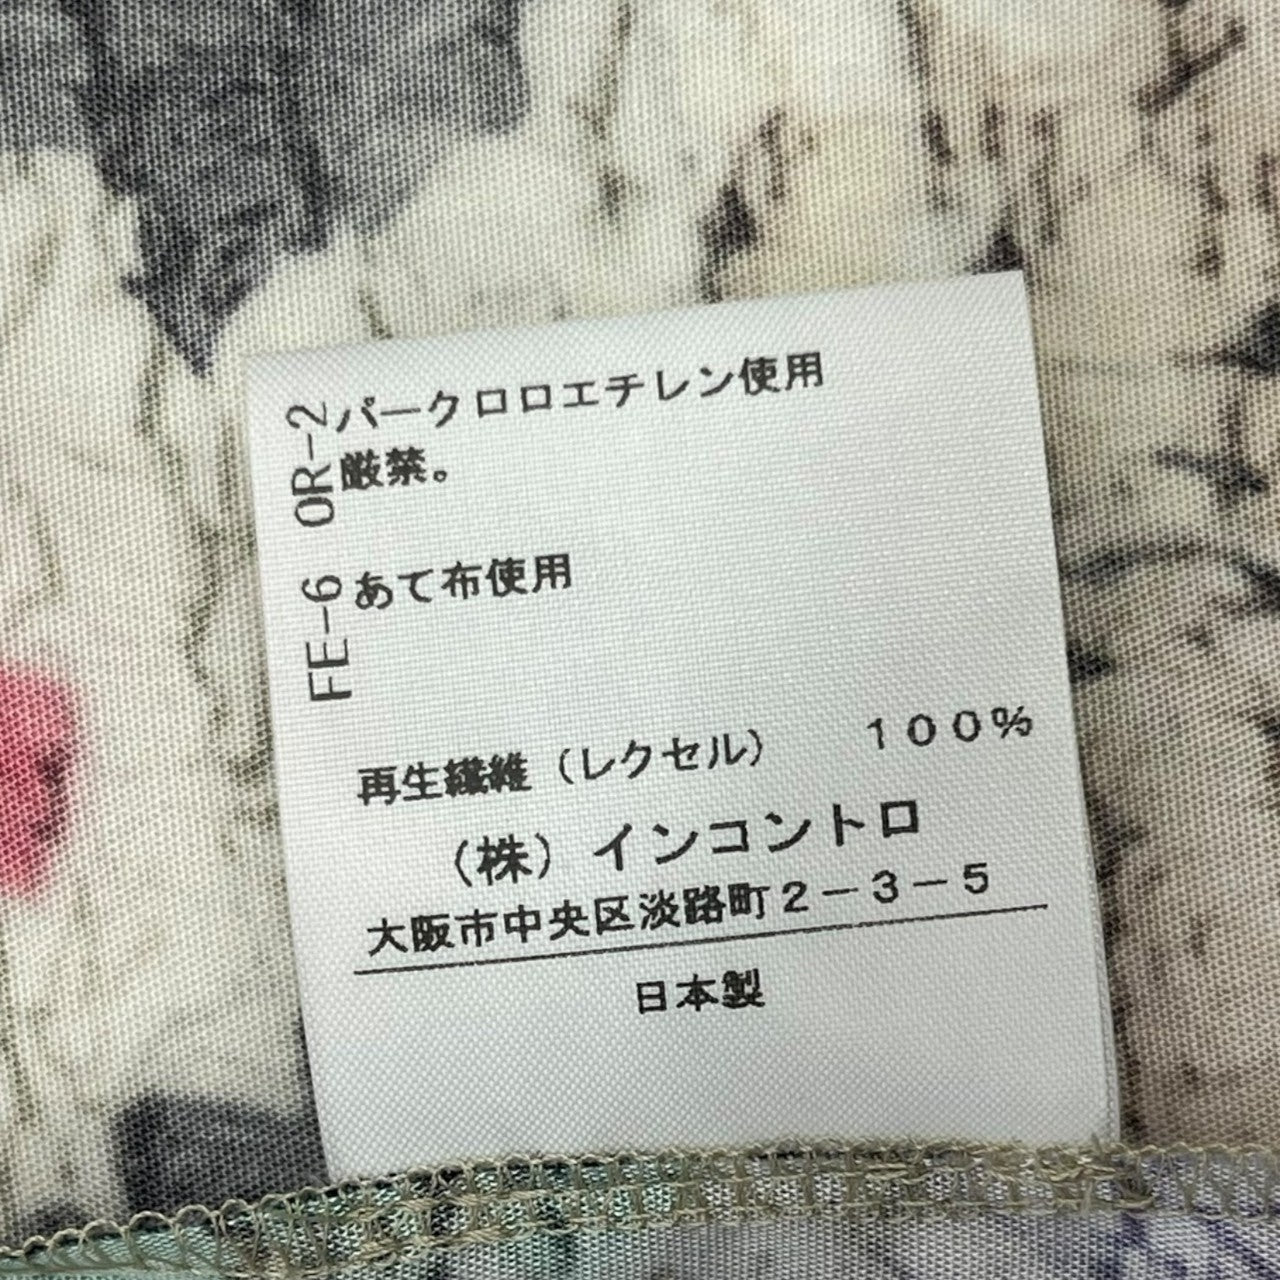 パークロロエチレン使用
厳禁。
OR-2
あて布使用
FE-6
再生繊維（レクセル） 100%
（株）インコントロ
大阪市中央区淡路町2-3-5
日本製